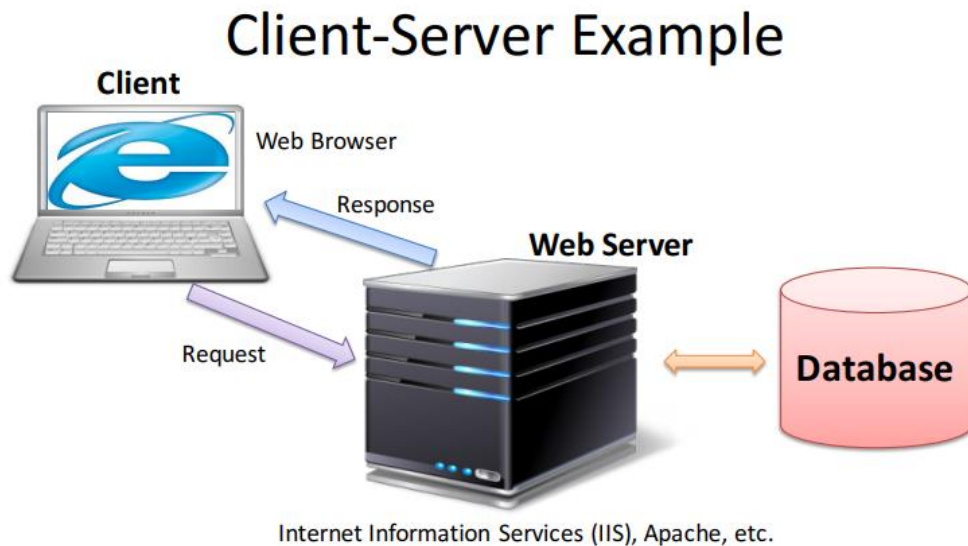 Client-Server Example
Client
Web Browser
Response
Web Server
Request
Database
Internet Information Services (IIS), Apache, etc.